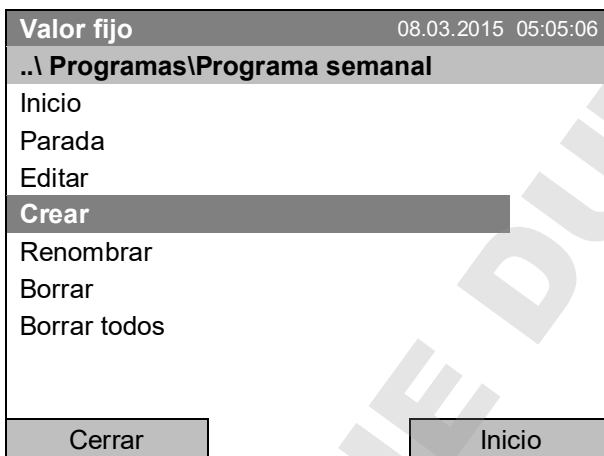 Valor fijo 08.03.2015 05:05:06
..\ Programas\Programa semanal
Inicio
Parada
Editar
Crear
Renombrar
Borrar
Borrar todos
Cerrar Inicio